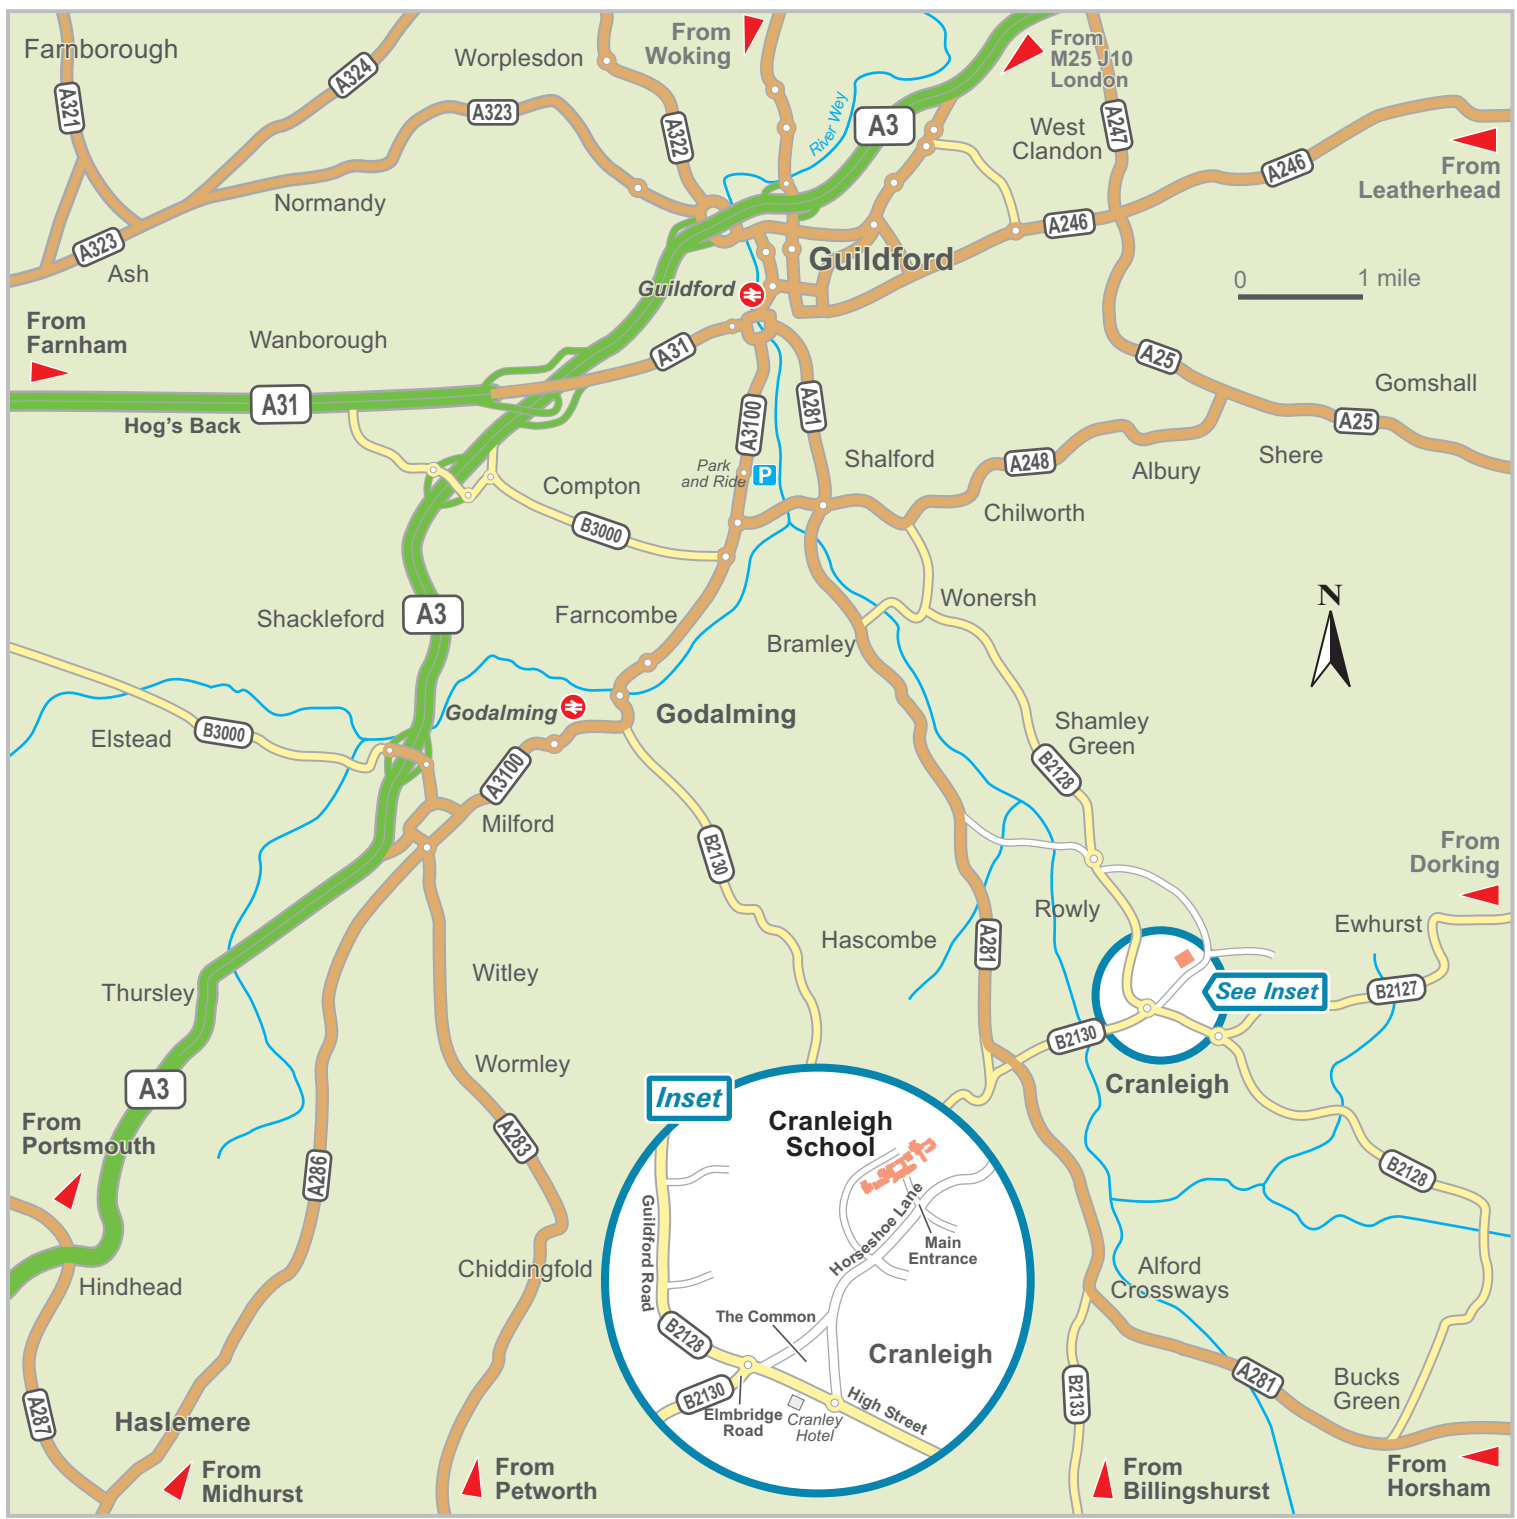 Farnborough
A321
A324
A323
Worplesdon
A322
From
Woking
River Wey
A3
From
M25 J10
London
West
Clandon
A247
A246
From
Leatherhead
Normandy
A323
Ash
A246
Guildford
Guildford
0
1 mile
From
Farnham
Wanborough
A31
A31
Hog's Back
A25
Gomshall
A25
Shere
A3100
A281
Park
and Ride
P
Shalford
A248
Albury
Compton
B3000
Chilworth
N
Shackleford
A3
Farncombe
Wonersh
Bramley
Godalming
Godalming
Elstead
B3000
Shamley
Green
B2128
A3100
Milford
B2130
From
Dorking
Rowly
Ewhurst
Hascombe
A281
Witley
Thursley
See Inset
B2127
B2130
Cranleigh
Wormley
A3
From
Portsmouth
A283
A286
B2128
Inset
Cranleigh
School
Guildford Road
Horseshoe Lane
Main
Entrance
The Common
B2128
Cranleigh
B2130
Elmbridge
Road
Cranley
Hotel
High Street
Chiddingfold
Hindhead
Alford
Crossways
A281
Bucks
Green
B2133
A287
Haslemere
From
Midhurst
From
Petworth
From
Billingshurst
From
Horsham